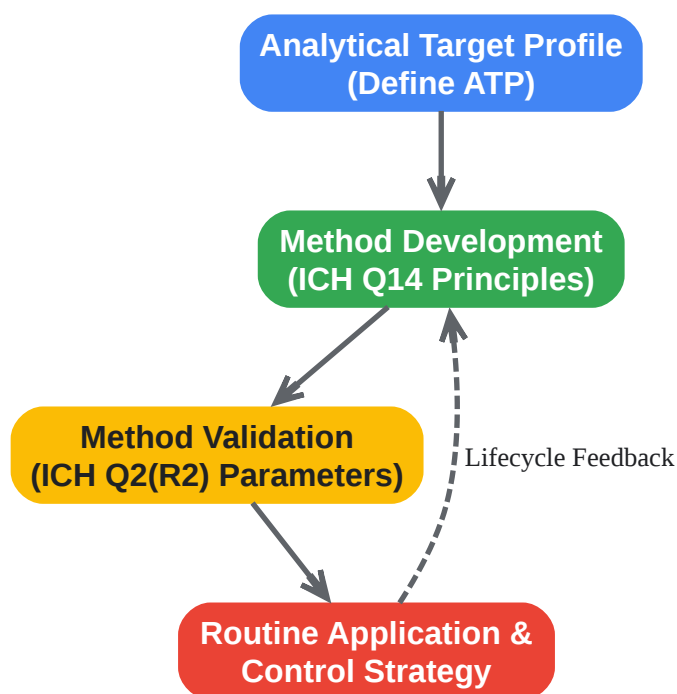 Analytical Target Profile
(Define ATP)
Method Development
(ICH Q14 Principles)
Method Validation
(ICH Q2(R2) Parameters)
Lifecycle Feedback
Routine Application &
Control Strategy